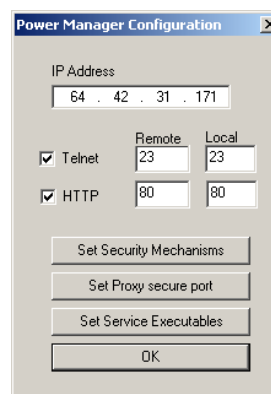 Power Manager Configuration
IP Address
64 . 42 . 31 . 171
Remote Local
Telnet 23 23
HTTP 80 80
Set Security Mechanisms
Set Proxy secure port
Set Service Executables
OK